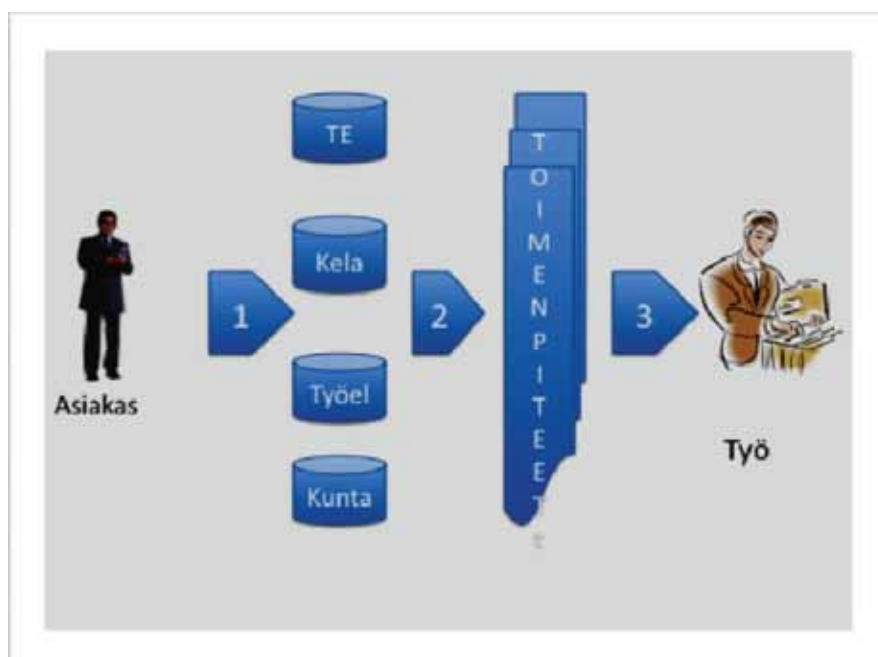 Asiakas
1
TE
Kela
Työel
Kunta
2
TOIMENPITEET
3
Työ